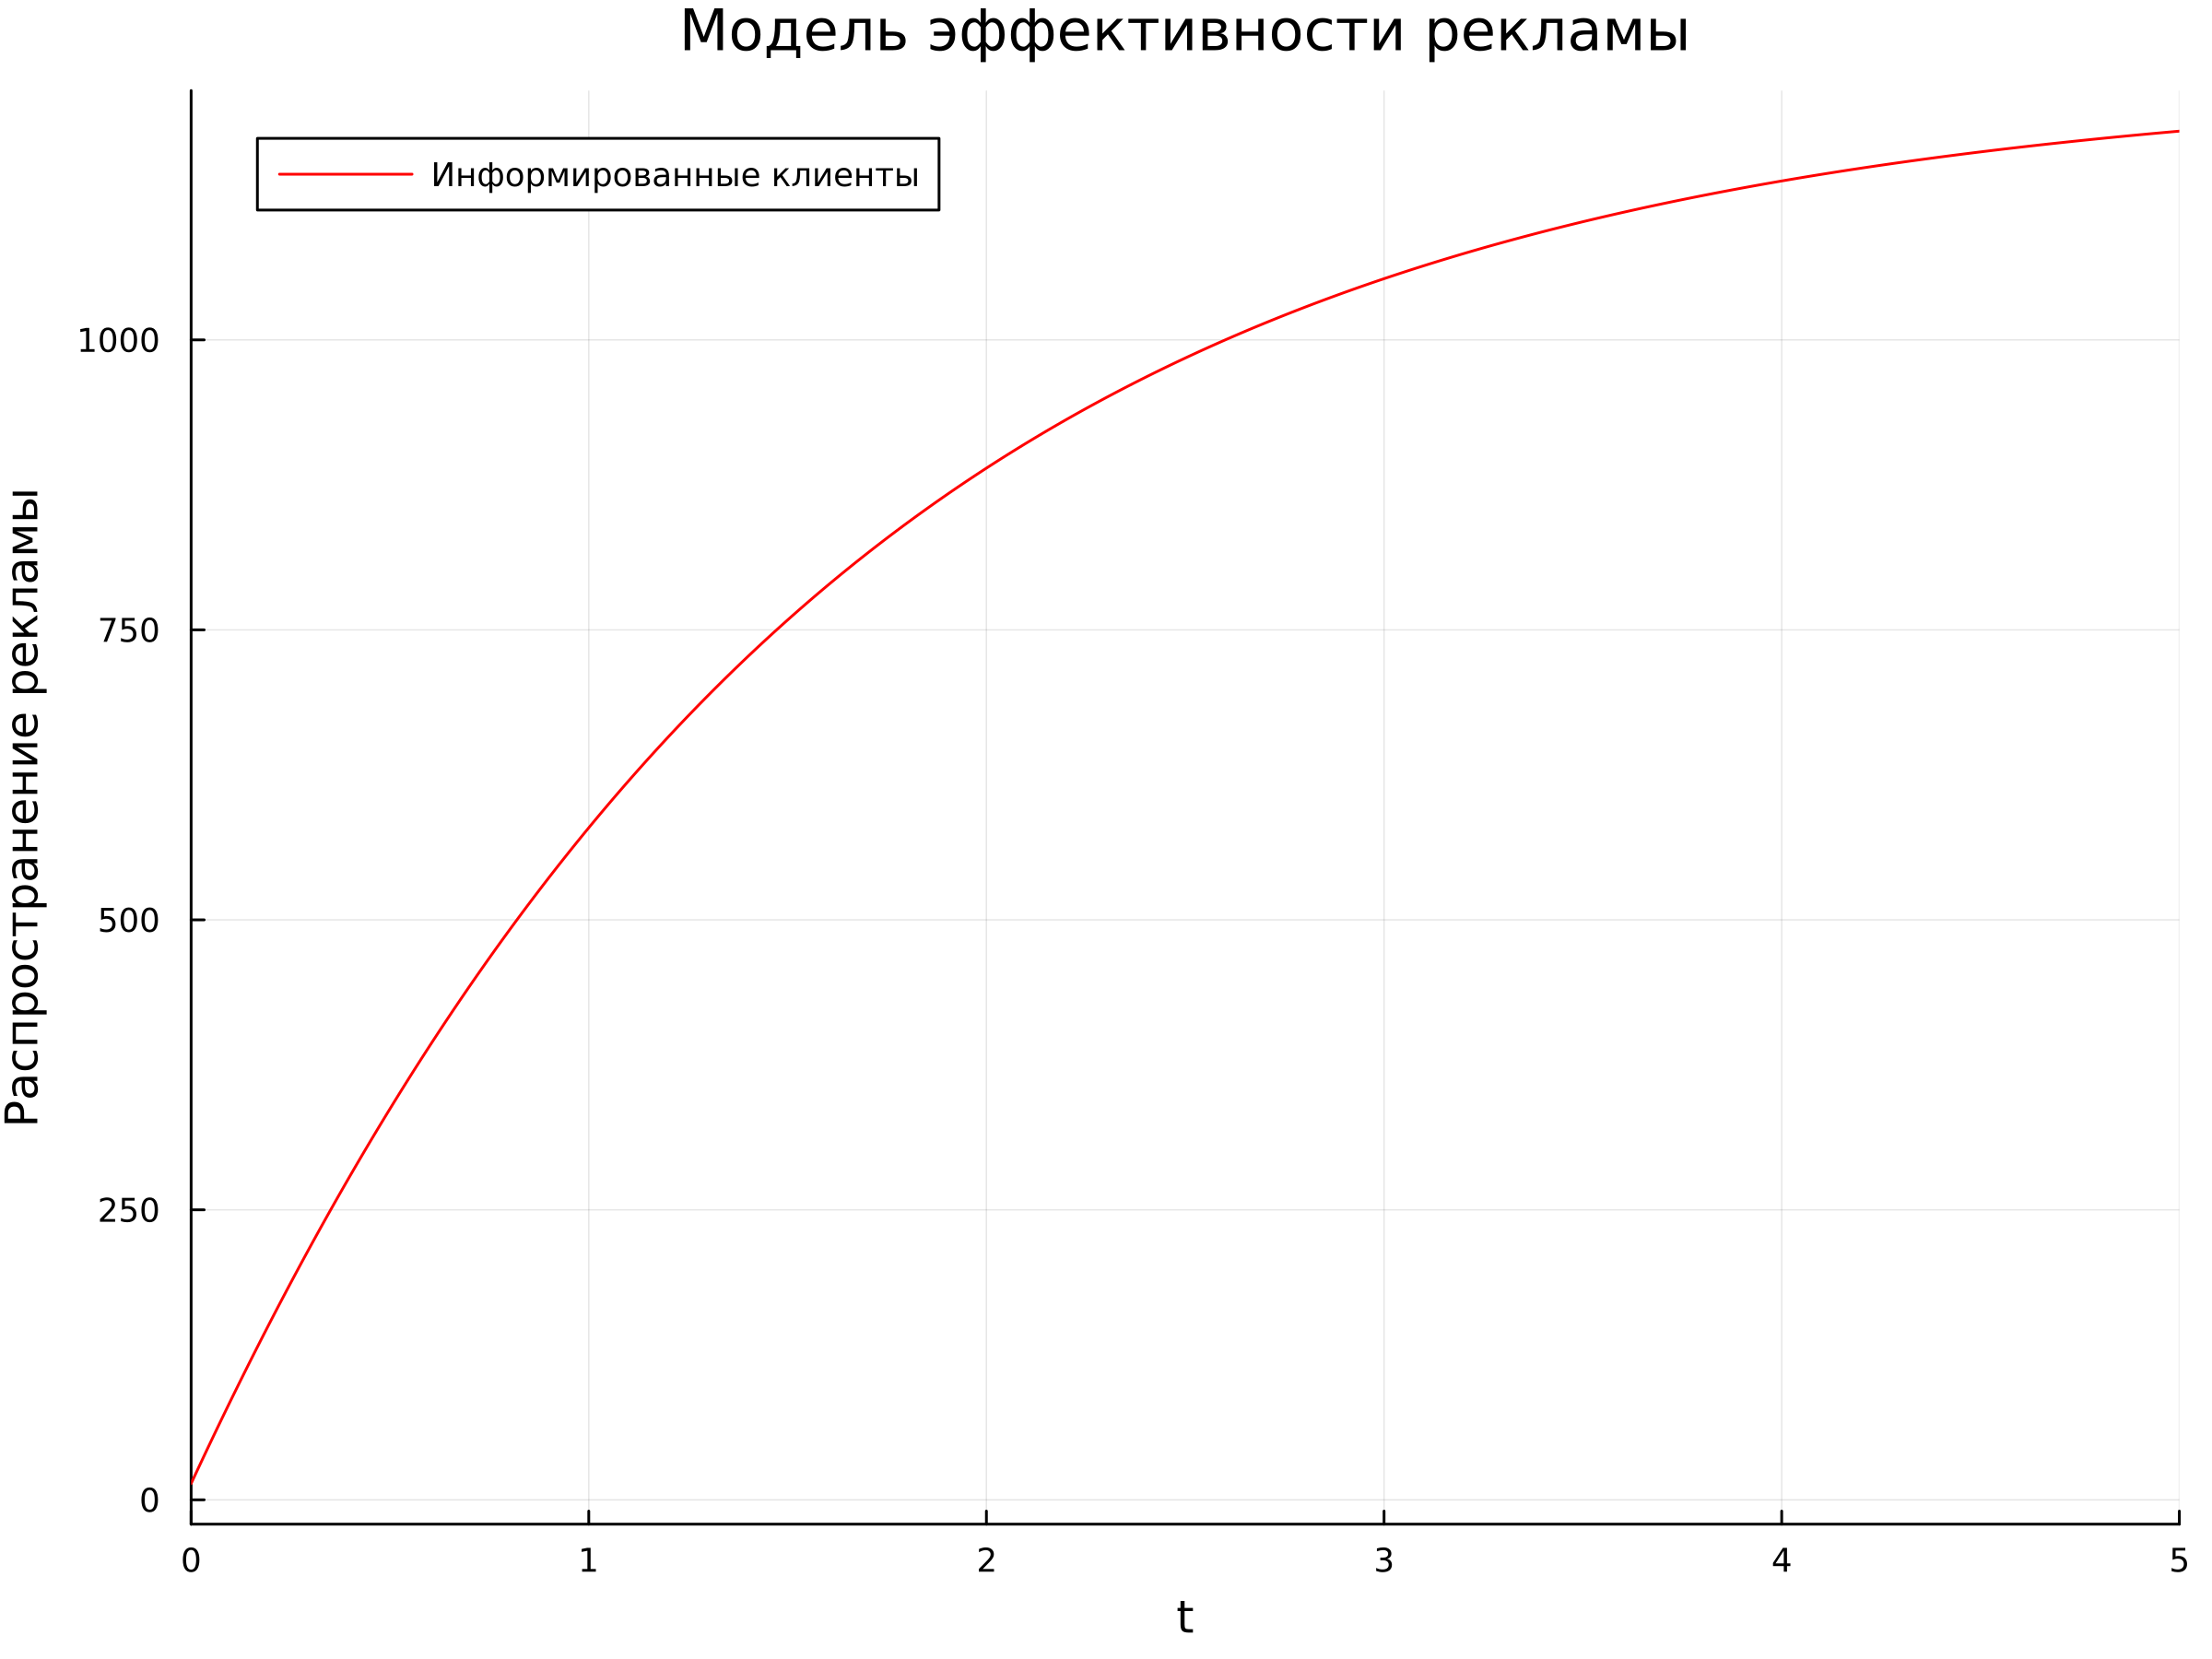 Модель эффективности рекламы
Информированные клиенты
Распространение рекламы
1000
750
500
250
0
0 1 2 3 4 5
t